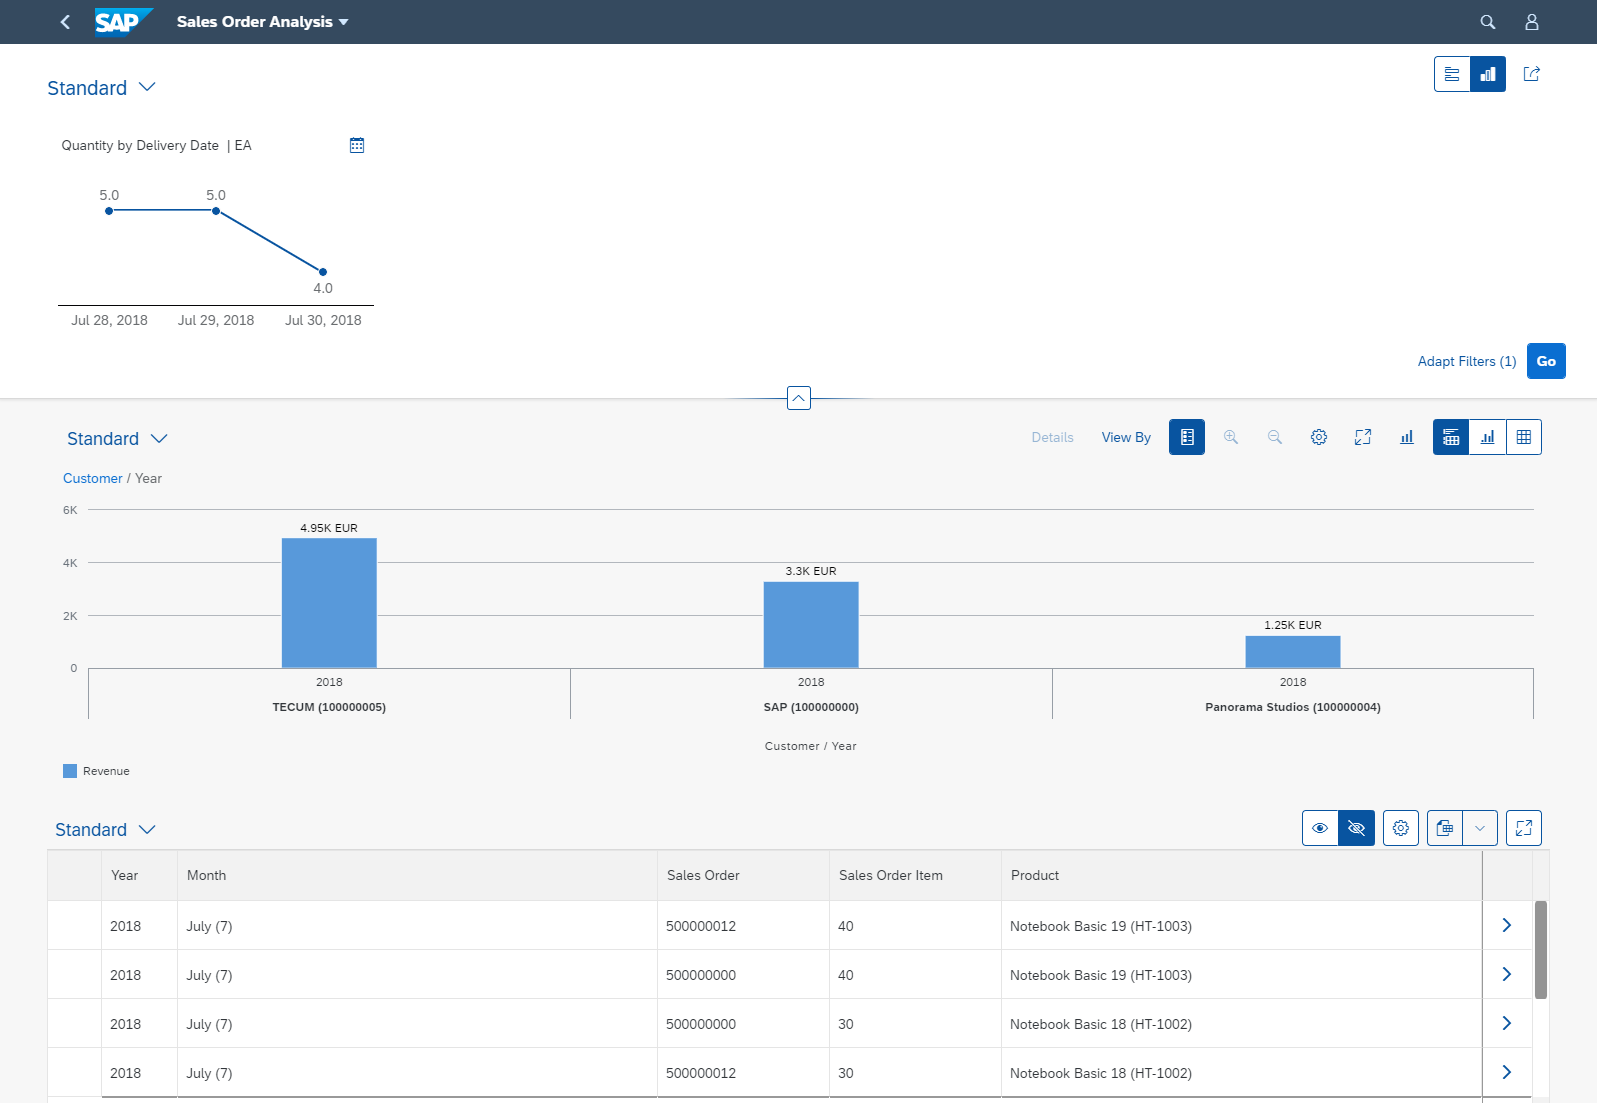 SAP Sales Order Analysis
Standard
Quantity by Delivery Date | EA
5.0 5.0
4.0
Jul 28, 2018 Jul 29, 2018 Jul 30, 2018
Adapt Filters (1) Go
Standard Details View By
Customer / Year
6K
4.95K EUR
4K
3.3K EUR
2K
1.25K EUR
0
2018 2018 2018
TECUM (100000005) SAP (100000000) Panorama Studios (100000004)
Customer / Year
Revenue
Standard
Year Month Sales Order Sales Order Item Product
2018 July (7) 500000012 40 Notebook Basic 19 (HT-1003)
2018 July (7) 500000000 40 Notebook Basic 19 (HT-1003)
2018 July (7) 500000000 30 Notebook Basic 18 (HT-1002)
2018 July (7) 500000012 30 Notebook Basic 18 (HT-1002)